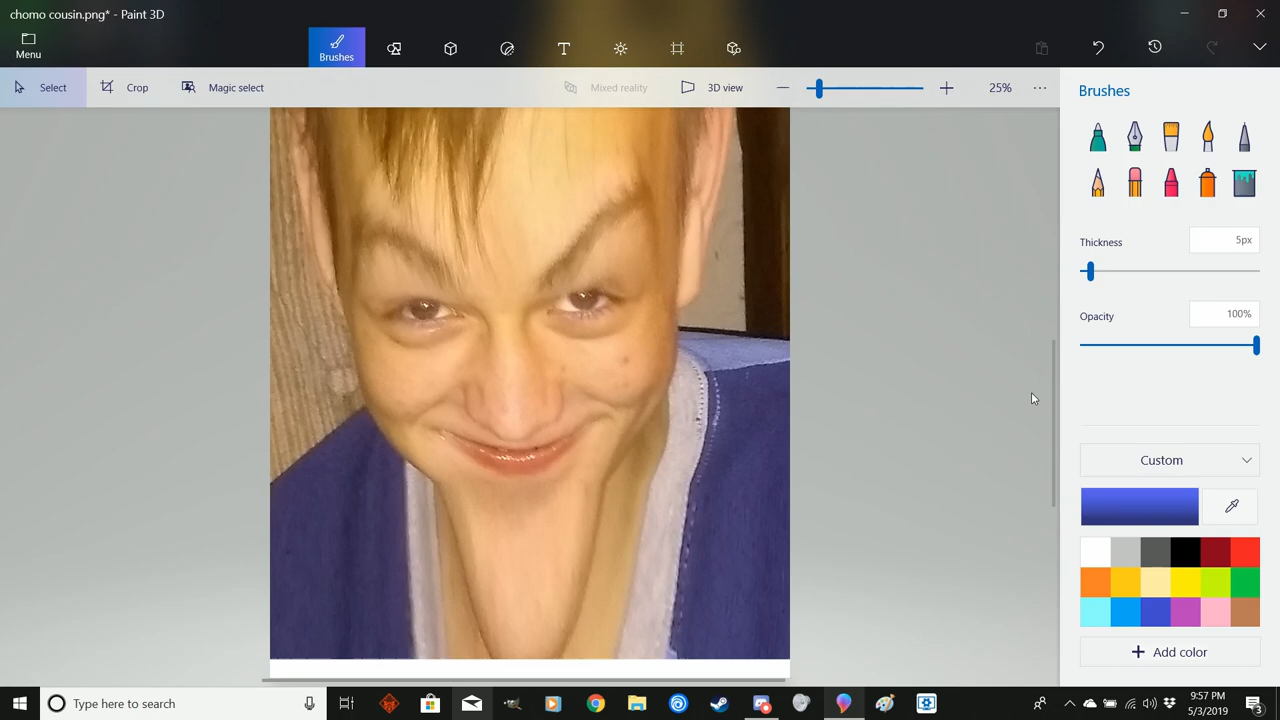 chomo cousin.png* - Paint 3D
Menu
Brushes
Select
Crop
Magic select
Mixed reality
3D view
25%
Brushes
Thickness
5px
Opacity
100%
Custom
Add color
Type here to search
9:57 PM
5/3/2019
3